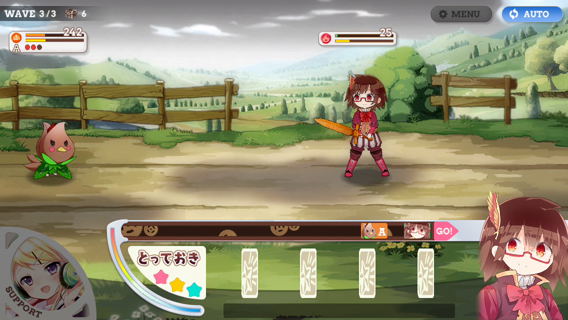 WAVE 3/3 6
MENU
AUTO
242
A
25
A
GO!
とっておき
SUPPORT